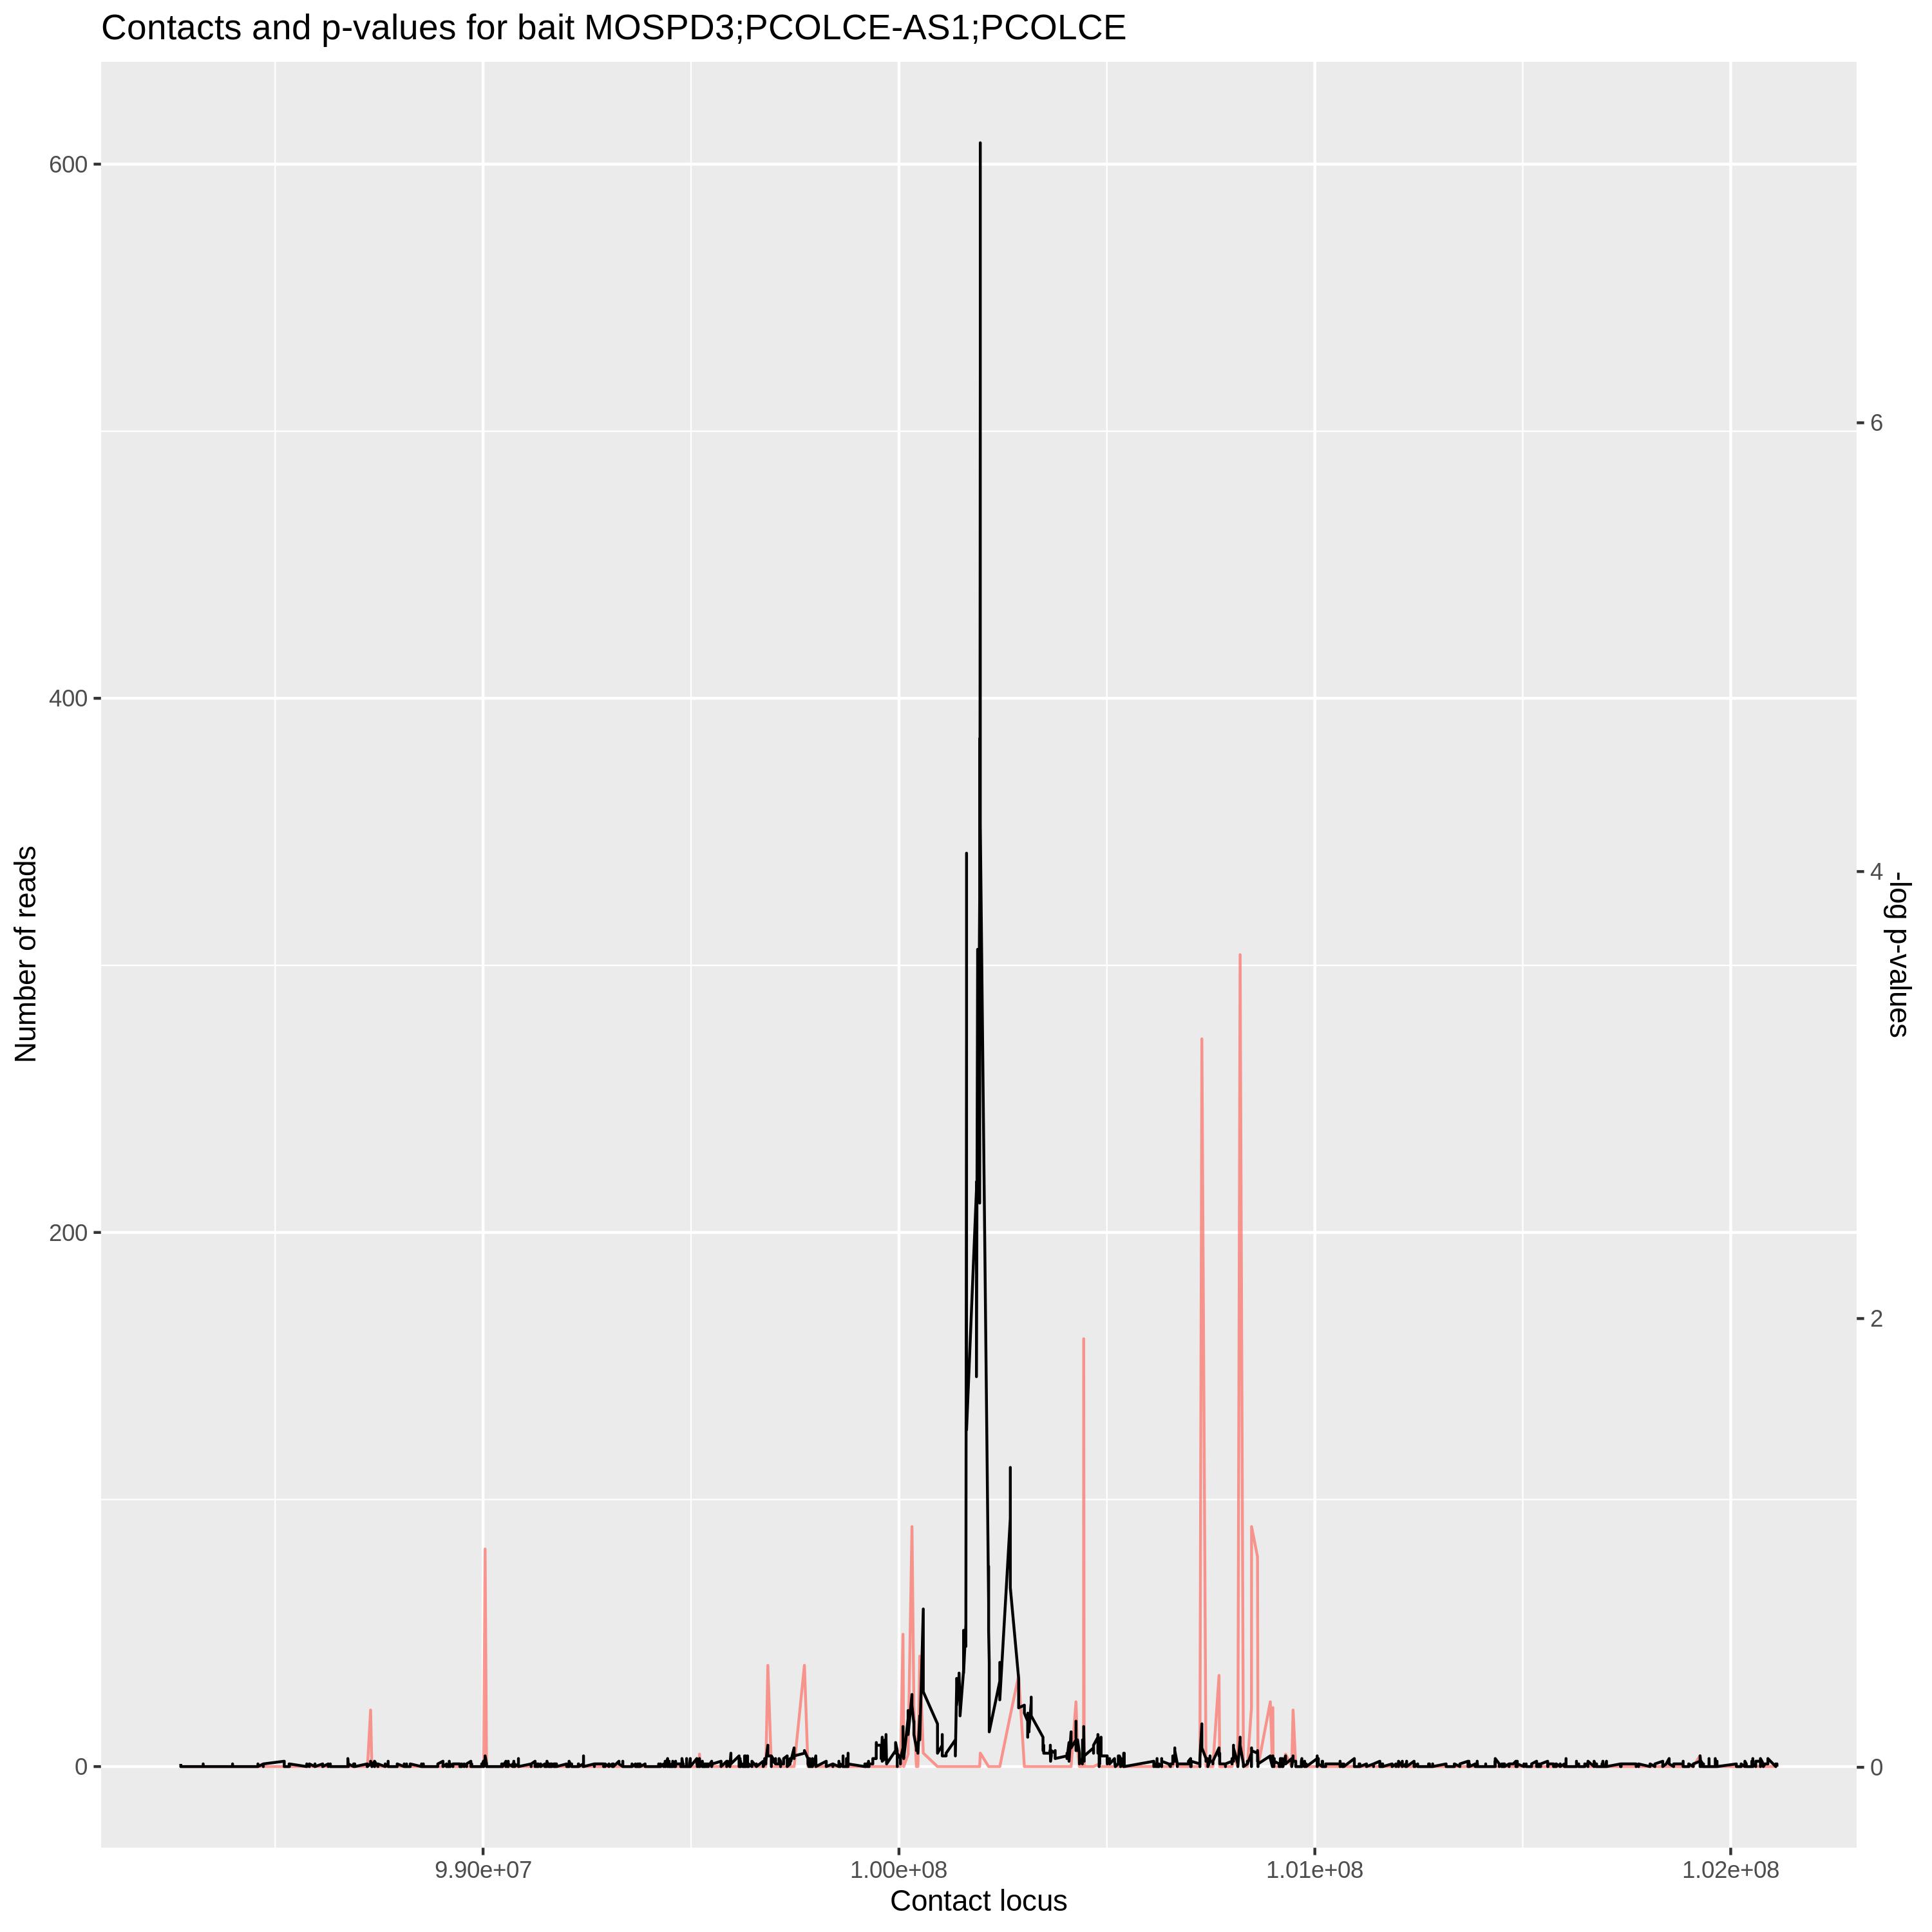 Contacts and p-values for bait MOSPD3;PCOLCE-AS1;PCOLCE
600
400
200
0
Number of reads
6
4
2
0
-log p-values
9.90e+07
1.00e+08
1.01e+08
1.02e+08
Contact locus